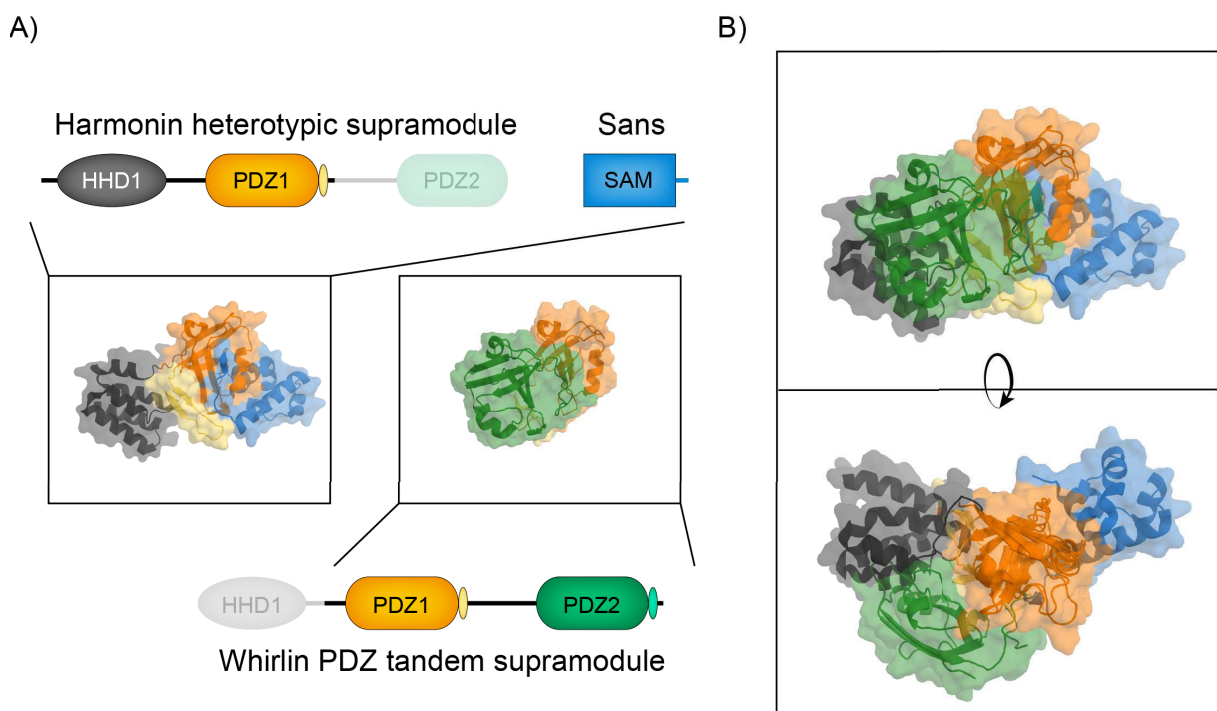 A)
B)
Harmonin heterotypic supramodule
Sans
HHD1
PDZ1
PDZ2
SAM
HHD1
PDZ1
PDZ2
Whirlin PDZ tandem supramodule